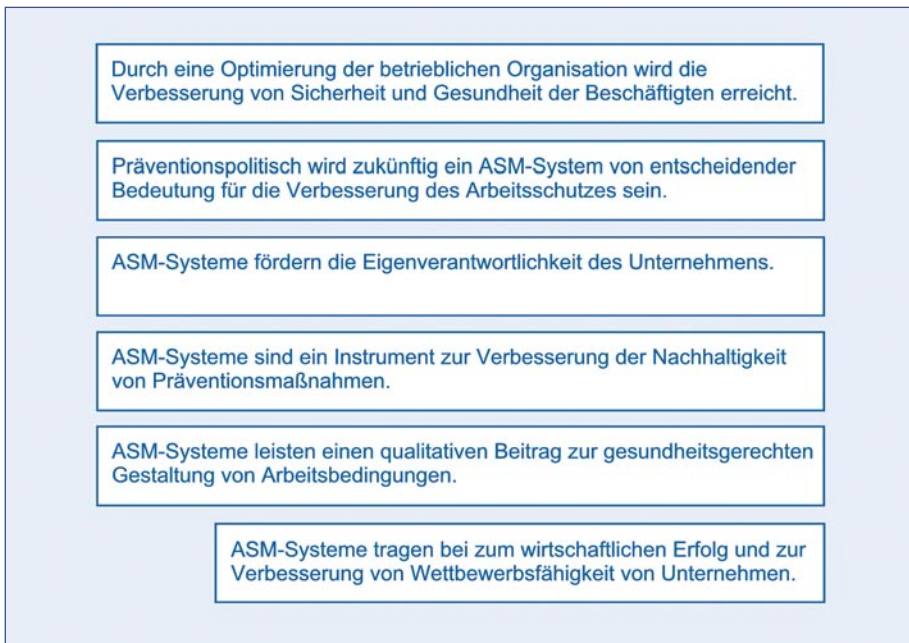 Durch eine Optimierung der betrieblichen Organisation wird die
Verbesserung von Sicherheit und Gesundheit der Beschäftigten erreicht.
Präventionspolitisch wird zukünftig ein ASM-System von entscheidender
Bedeutung für die Verbesserung des Arbeitsschutzes sein.
ASM-Systeme fördern die Eigenverantwortlichkeit des Unternehmens.
ASM-Systeme sind ein Instrument zur Verbesserung der Nachhaltigkeit
von Präventionsmaßnahmen.
ASM-Systeme leisten einen qualitativen Beitrag zur gesundheitsgerechten
Gestaltung von Arbeitsbedingungen.
ASM-Systeme tragen bei zum wirtschaftlichen Erfolg und zur
Verbesserung von Wettbewerbsfähigkeit von Unternehmen.